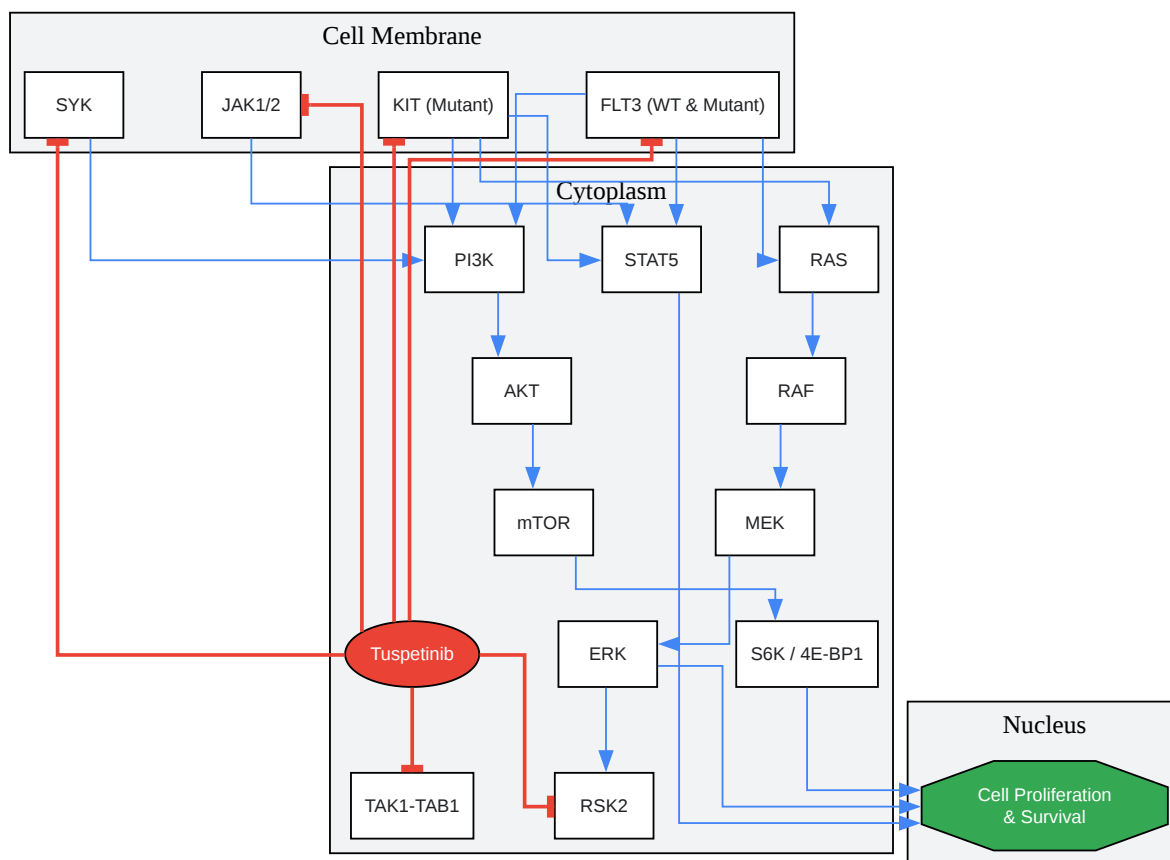 Cell Membrane
SYK
JAK1/2
KIT (Mutant)
FLT3 (WT & Mutant)
Cytoplasm
PI3K
STAT5
RAS
AKT
RAF
mTOR
MEK
Tuspetinib
ERK
S6K / 4E-BP1
TAK1-TAB1
RSK2
Nucleus
Cell Proliferation
& Survival